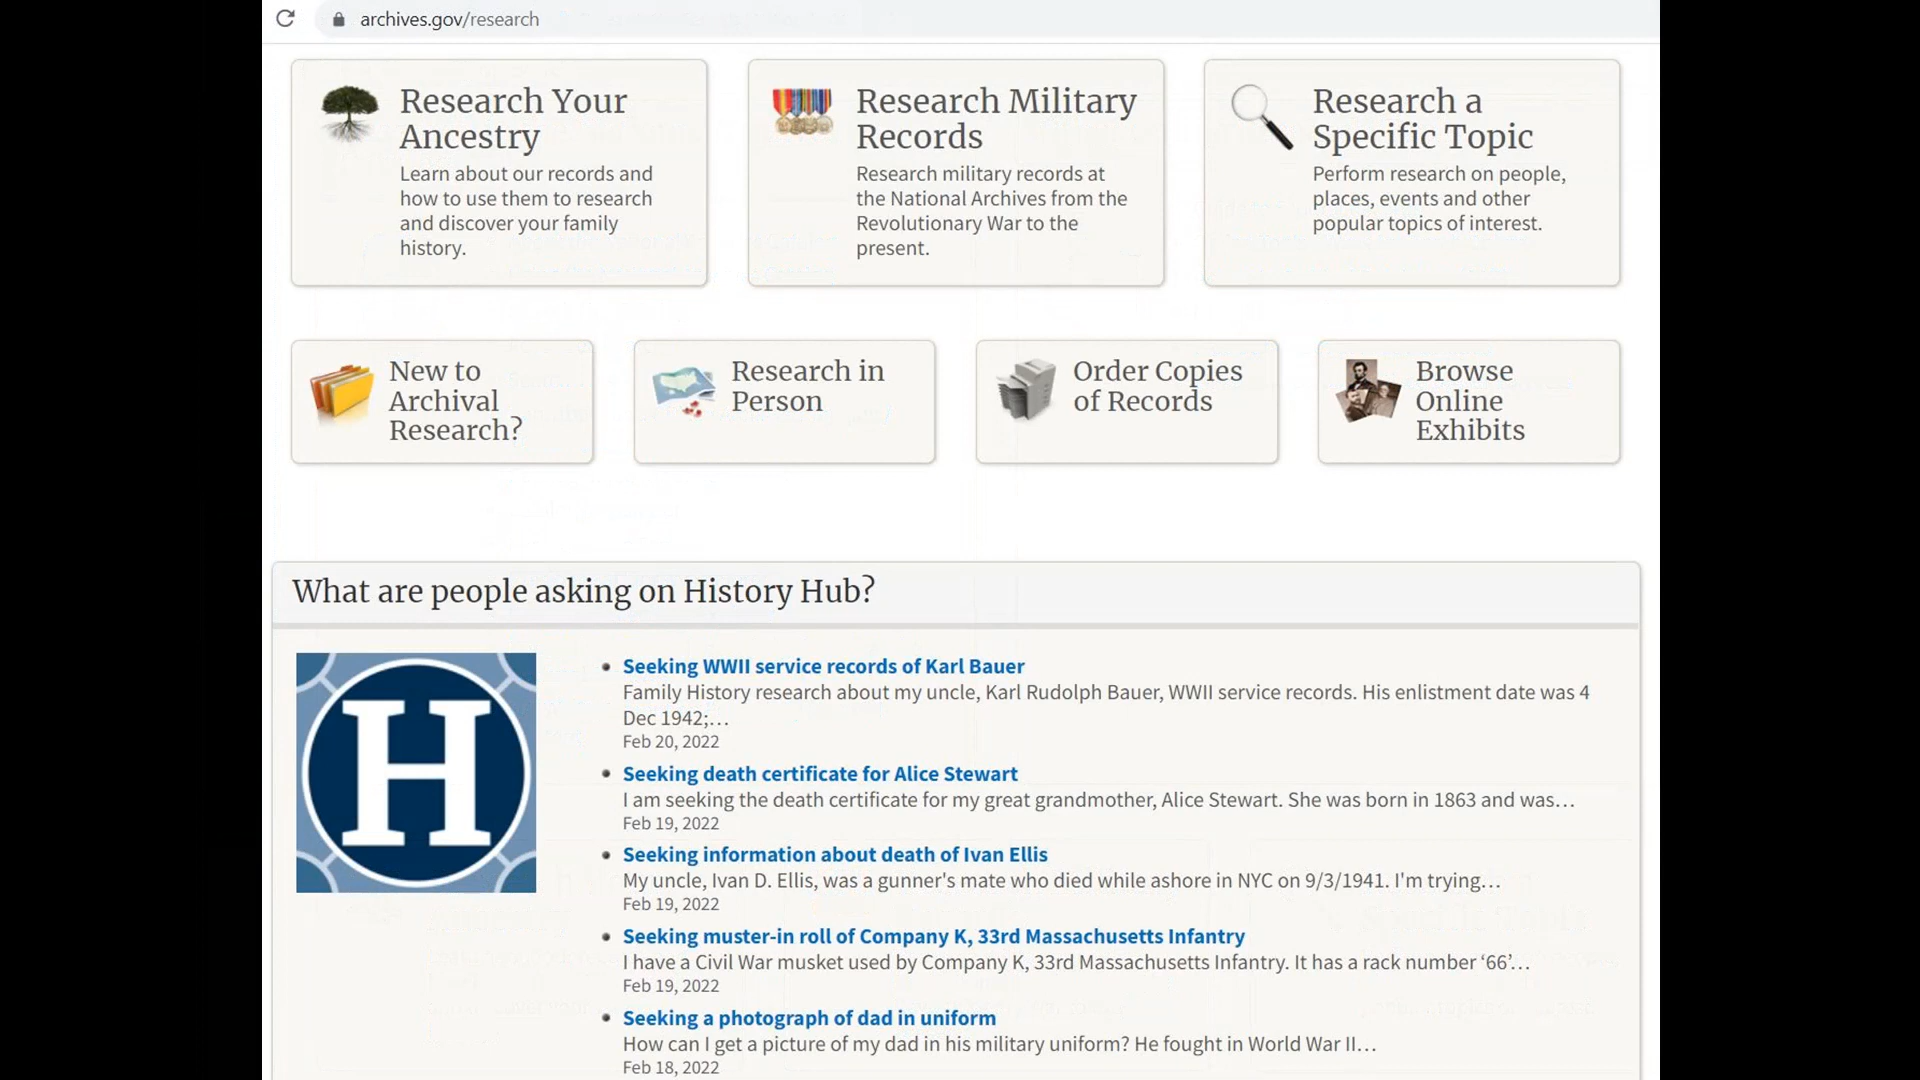 archives.gov/research
Research Your
Ancestry
Learn about our records and
how to use them to research
and discover your family
history.
Research Military
Records
Research military records at
the National Archives from the
Revolutionary War to the
present.
Research a
Specific Topic
Perform research on people,
places, events and other
popular topics of interest.
New to
Archival
Research?
Research in
Person
Order Copies
of Records
Browse
Online
Exhibits
What are people asking on History Hub?
H
Seeking WWII service records of Karl Bauer
Family History research about my uncle, Karl Rudolph Bauer, WWII service records. His enlistment date was 4
Dec 1942;…
Feb 20, 2022
Seeking death certificate for Alice Stewart
I am seeking the death certificate for my great grandmother, Alice Stewart. She was born in 1863 and was…
Feb 19, 2022
Seeking information about death of Ivan Ellis
My uncle, Ivan D. Ellis, was a gunner's mate who died while ashore in NYC on 9/3/1941. I'm trying…
Feb 19, 2022
Seeking muster-in roll of Company K, 33rd Massachusetts Infantry
I have a Civil War musket used by Company K, 33rd Massachusetts Infantry. It has a rack number ‘66’…
Feb 19, 2022
Seeking a photograph of dad in uniform
How can I get a picture of my dad in his military uniform? He fought in World War II…
Feb 18, 2022